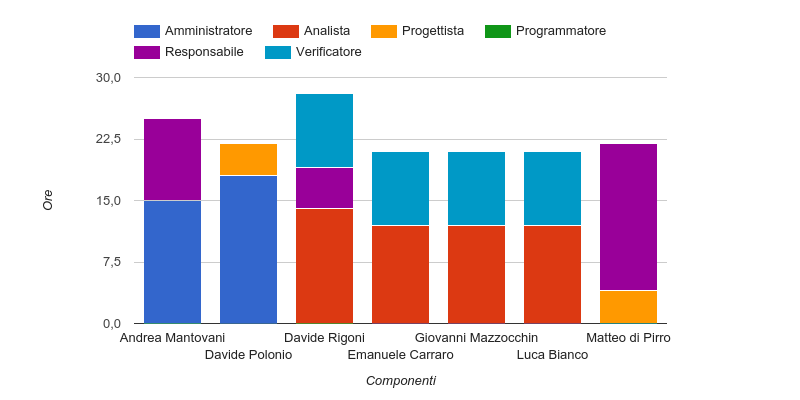 Amministratore Analista Progettista Programmatore
Responsabile Verificatore
30,0
22,5
15,0
7,5
0,0
Ore
Andrea Mantovani Davide Rigoni Giovanni Mazzocchin Matteo di Pirro
Davide Polonio Emanuele Carraro Luca Bianco
Componenti